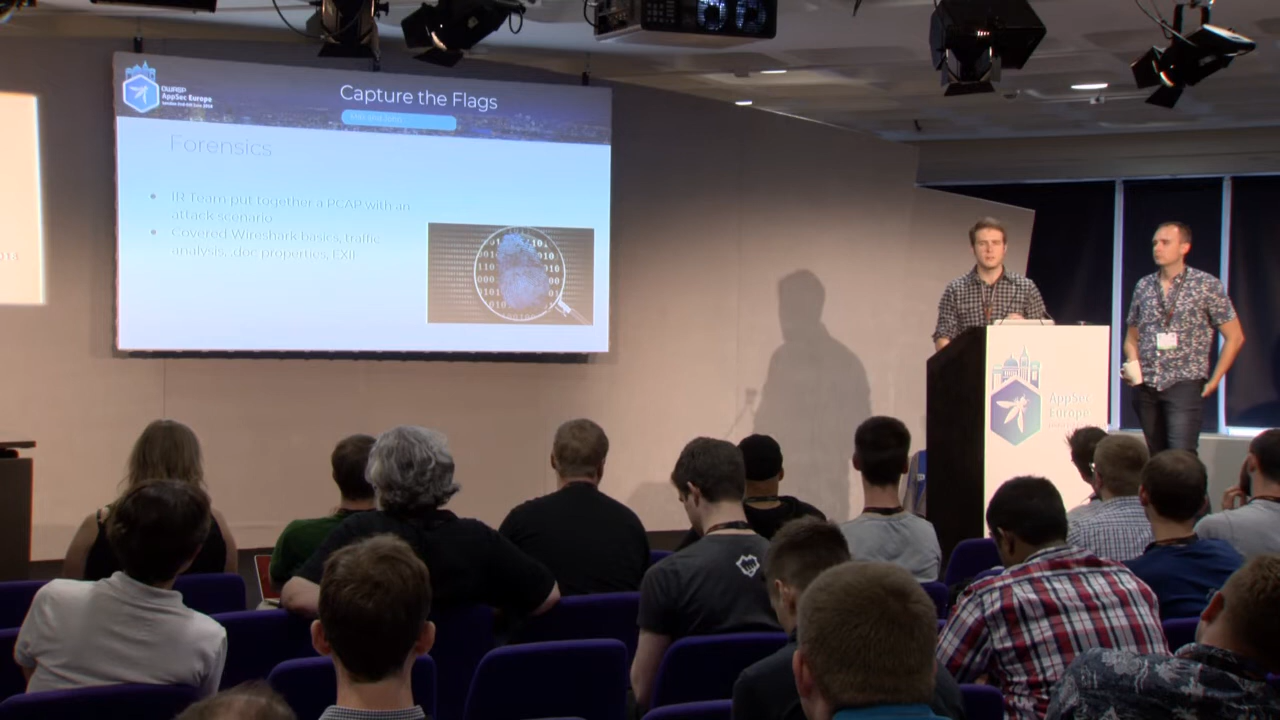 OWASP
AppSec Europe
Capture the Flags
Forensics
IR Team put together a PCAP with an
attack scenario
Covered Wireshark basics, traffic
analysis, .doc properties, EXIF
AppSec
Europe